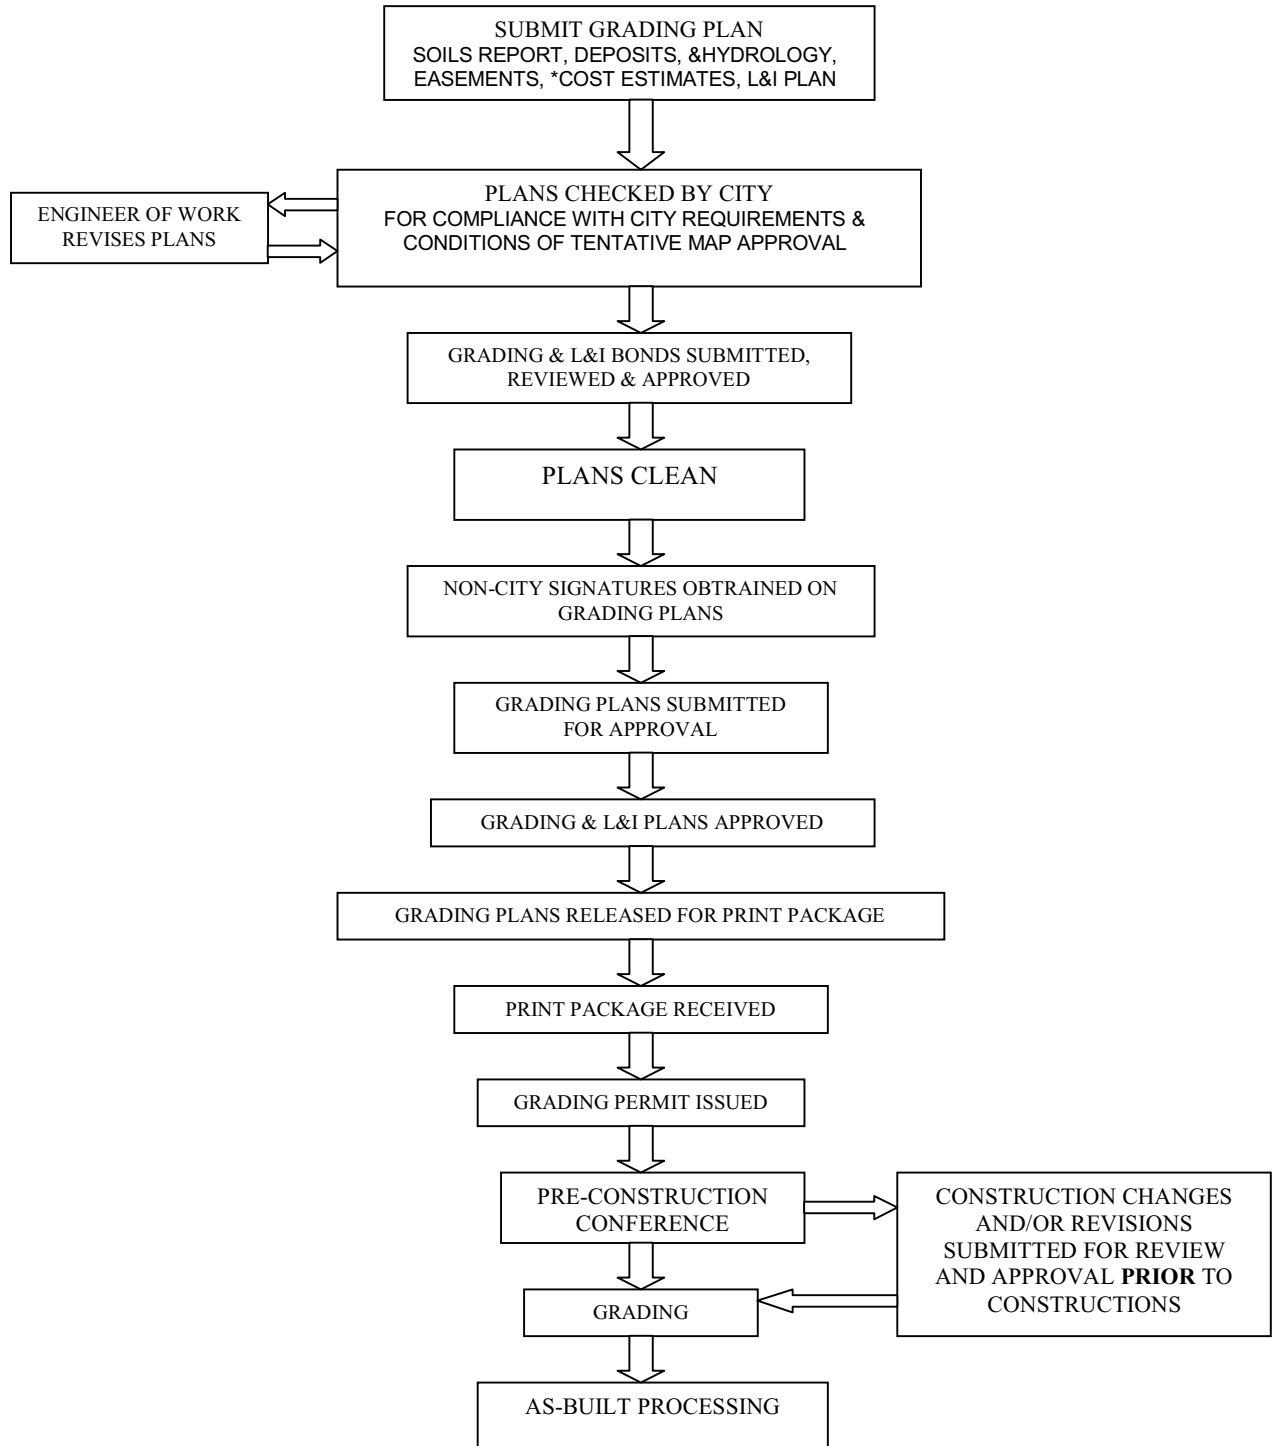 SUBMIT GRADING PLAN
SOILS REPORT, DEPOSITS, &HYDROLOGY,
EASEMENTS, *COST ESTIMATES, L&I PLAN
PLANS CHECKED BY CITY
FOR COMPLIANCE WITH CITY REQUIREMENTS &
CONDITIONS OF TENTATIVE MAP APPROVAL
ENGINEER OF WORK
REVISES PLANS
GRADING & L&I BONDS SUBMITTED,
REVIEWED & APPROVED
PLANS CLEAN
NON-CITY SIGNATURES OBTRAINED ON
GRADING PLANS
GRADING PLANS SUBMITTED
FOR APPROVAL
GRADING & L&I PLANS APPROVED
GRADING PLANS RELEASED FOR PRINT PACKAGE
PRINT PACKAGE RECEIVED
GRADING PERMIT ISSUED
PRE-CONSTRUCTION
CONFERENCE
CONSTRUCTION CHANGES
AND/OR REVISIONS
SUBMITTED FOR REVIEW
AND APPROVAL PRIOR TO
CONSTRUCTIONS
GRADING
AS-BUILT PROCESSING